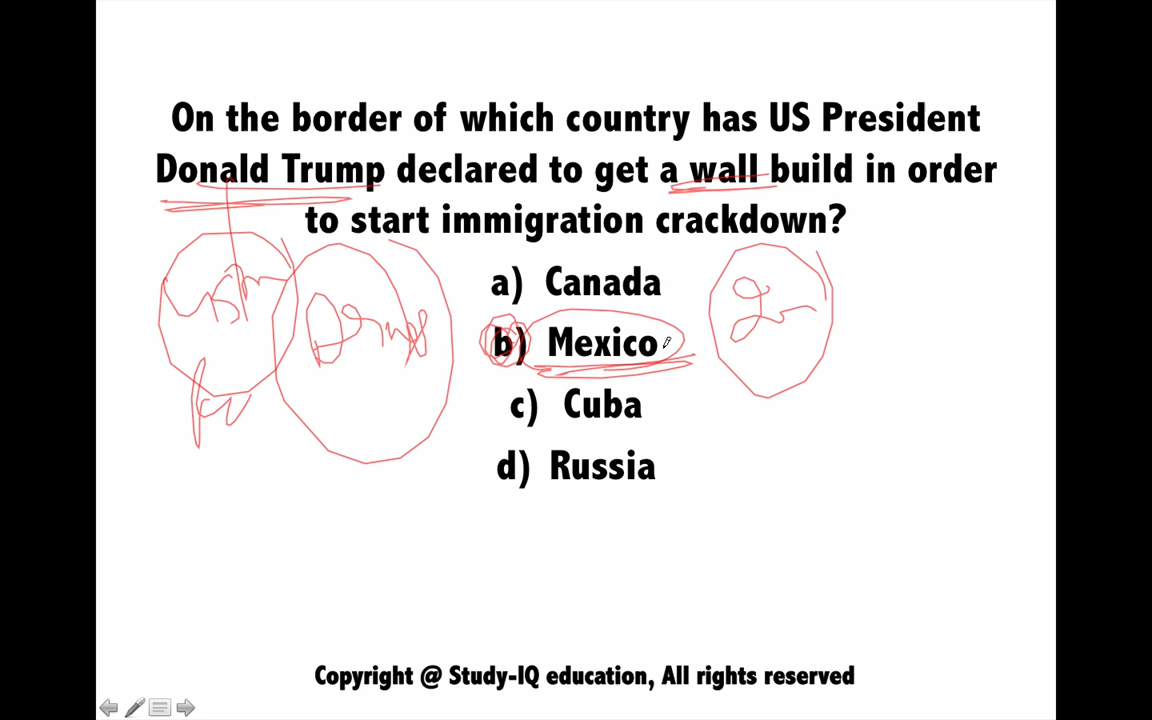 On the border of which country has US President
Donald Trump declared to get a wall build in order
to start immigration crackdown?
a) Canada
b) Mexico
c) Cuba
d) Russia
Copyright @ Study-IQ education, All rights reserved